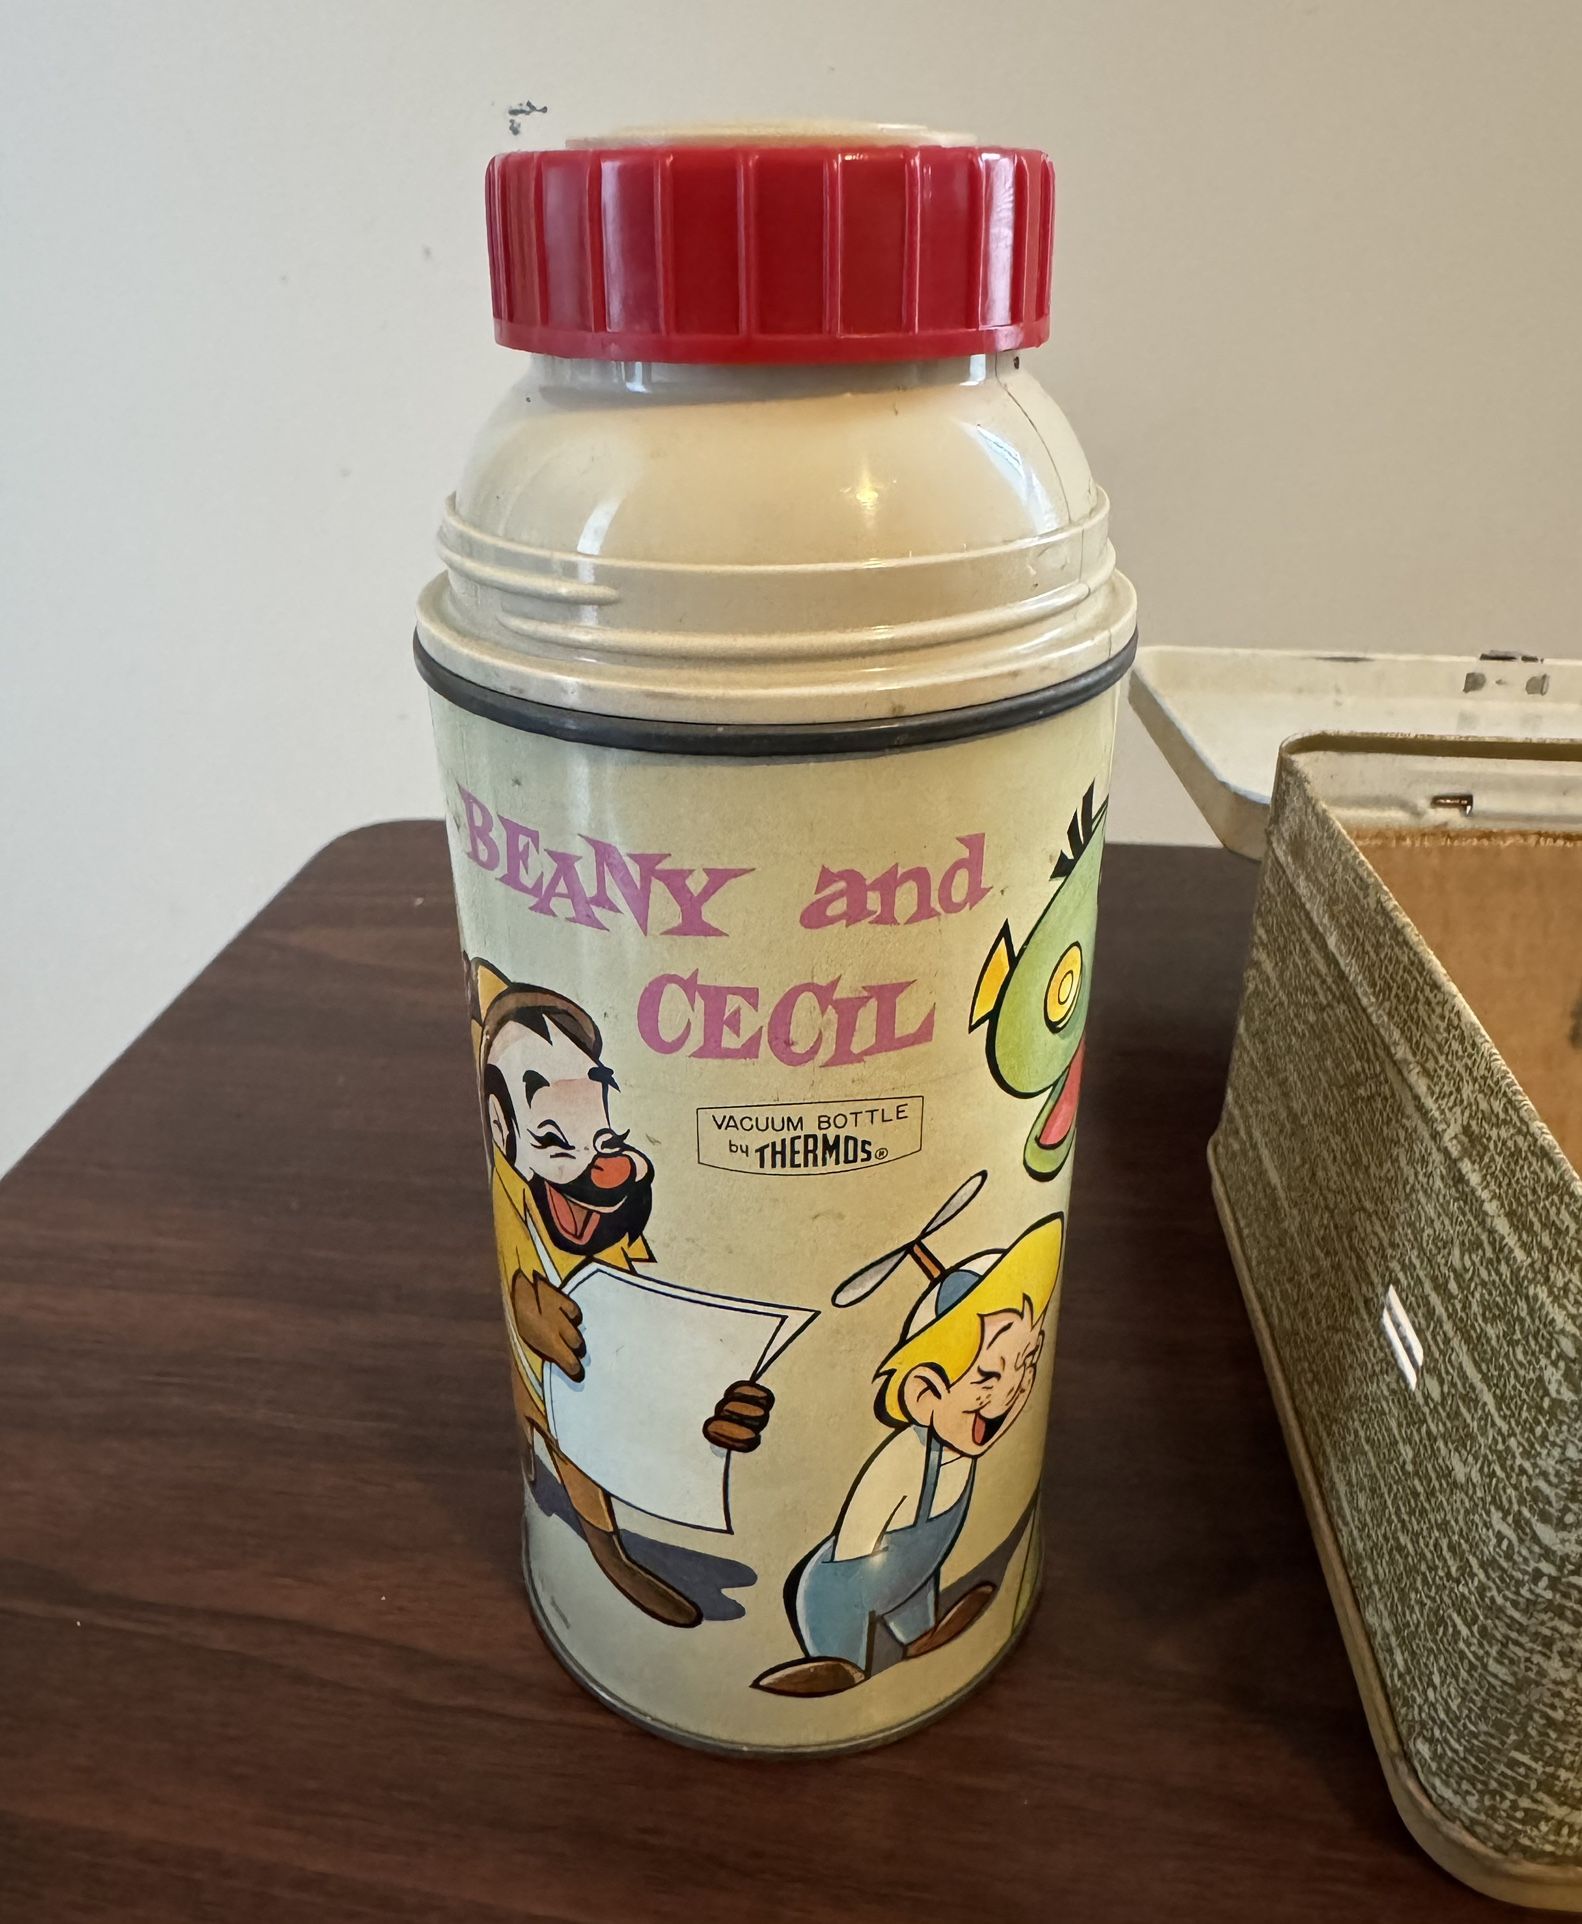 BEANY and
CECIL
VACUUM BOTTLE
by THERMOS®